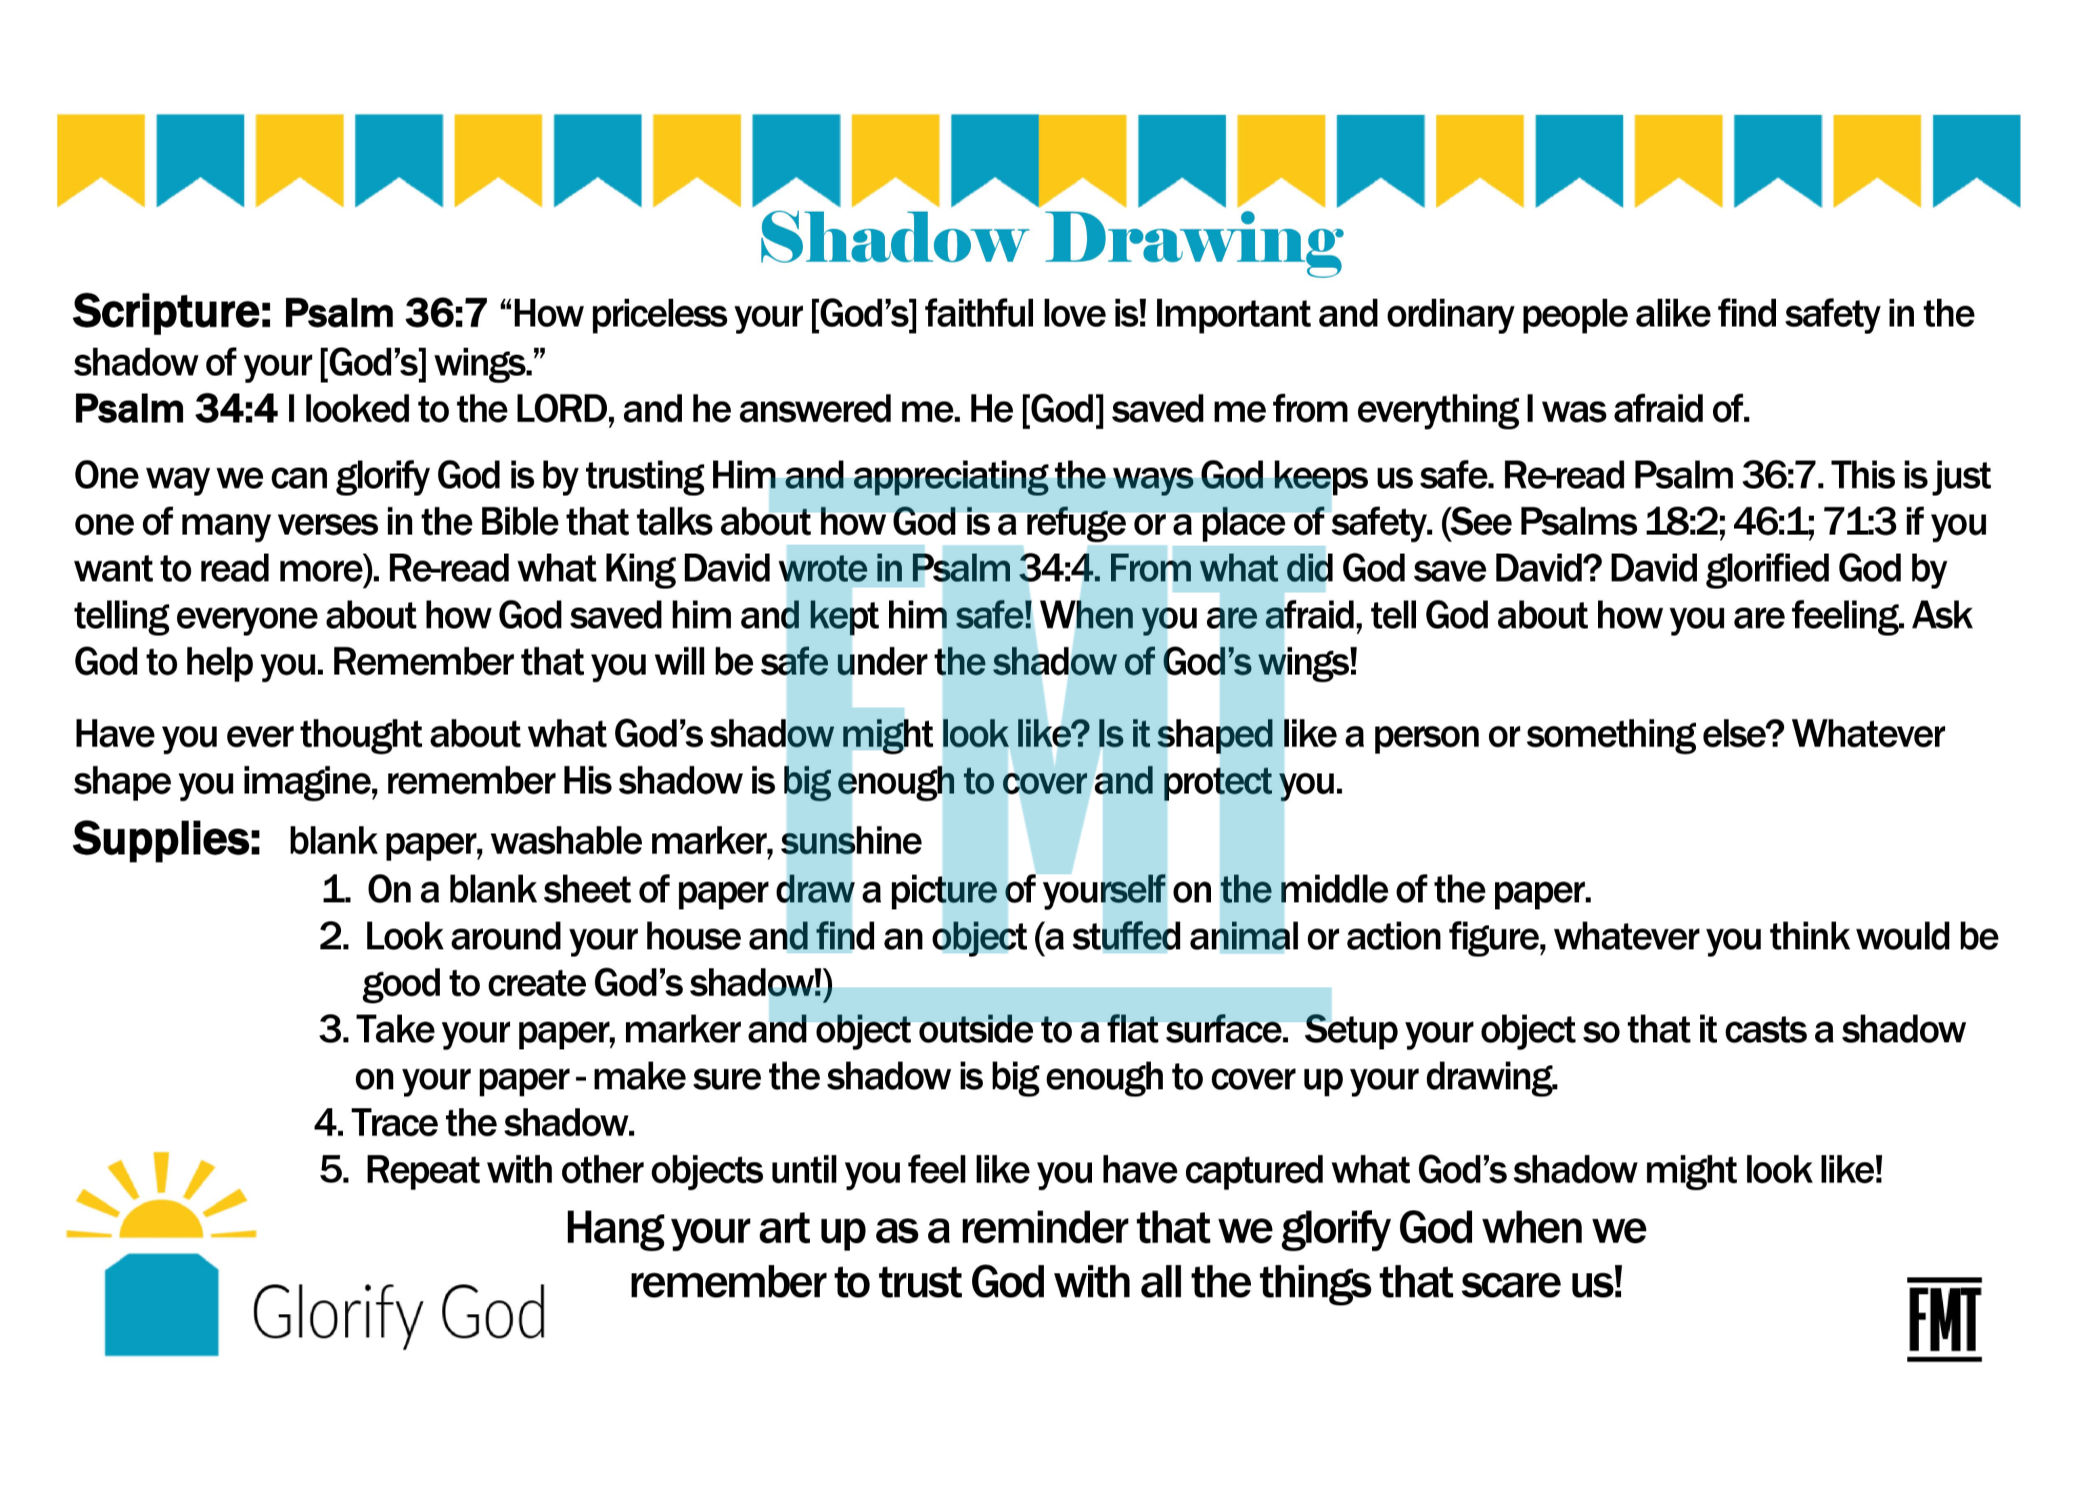 Shadow Drawing
Scripture: Psalm 36:7 “How priceless your [God’s] faithful love is! Important and ordinary people alike find safety in the
shadow of your [God’s] wings.”
Psalm 34:4 I looked to the LORD, and he answered me. He [God] saved me from everything I was afraid of.
One way we can glorify God is by trusting Him and appreciating the ways God keeps us safe. Re-read Psalm 36:7. This is just
one of many verses in the Bible that talks about how God is a refuge or a place of safety. (See Psalms 18:2; 46:1; 71:3 if you
want to read more). Re-read what King David wrote in Psalm 34:4. From what did God save David? David glorified God by
telling everyone about how God saved him and kept him safe! When you are afraid, tell God about how you are feeling. Ask
God to help you. Remember that you will be safe under the shadow of God’s wings!
Have you ever thought about what God’s shadow might look like? Is it shaped like a person or something else? Whatever
shape you imagine, remember His shadow is big enough to cover and protect you.
Supplies: blank paper, washable marker, sunshine
1. On a blank sheet of paper draw a picture of yourself on the middle of the paper.
2. Look around your house and find an object (a stuffed animal or action figure, whatever you think would be
good to create God’s shadow!)
3. Take your paper, marker and object outside to a flat surface. Setup your object so that it casts a shadow
on your paper - make sure the shadow is big enough to cover up your drawing.
4. Trace the shadow.
5. Repeat with other objects until you feel like you have captured what God’s shadow might look like!
Hang your art up as a reminder that we glorify God when we
remember to trust God with all the things that scare us!
Glorify God
FMT
FMT